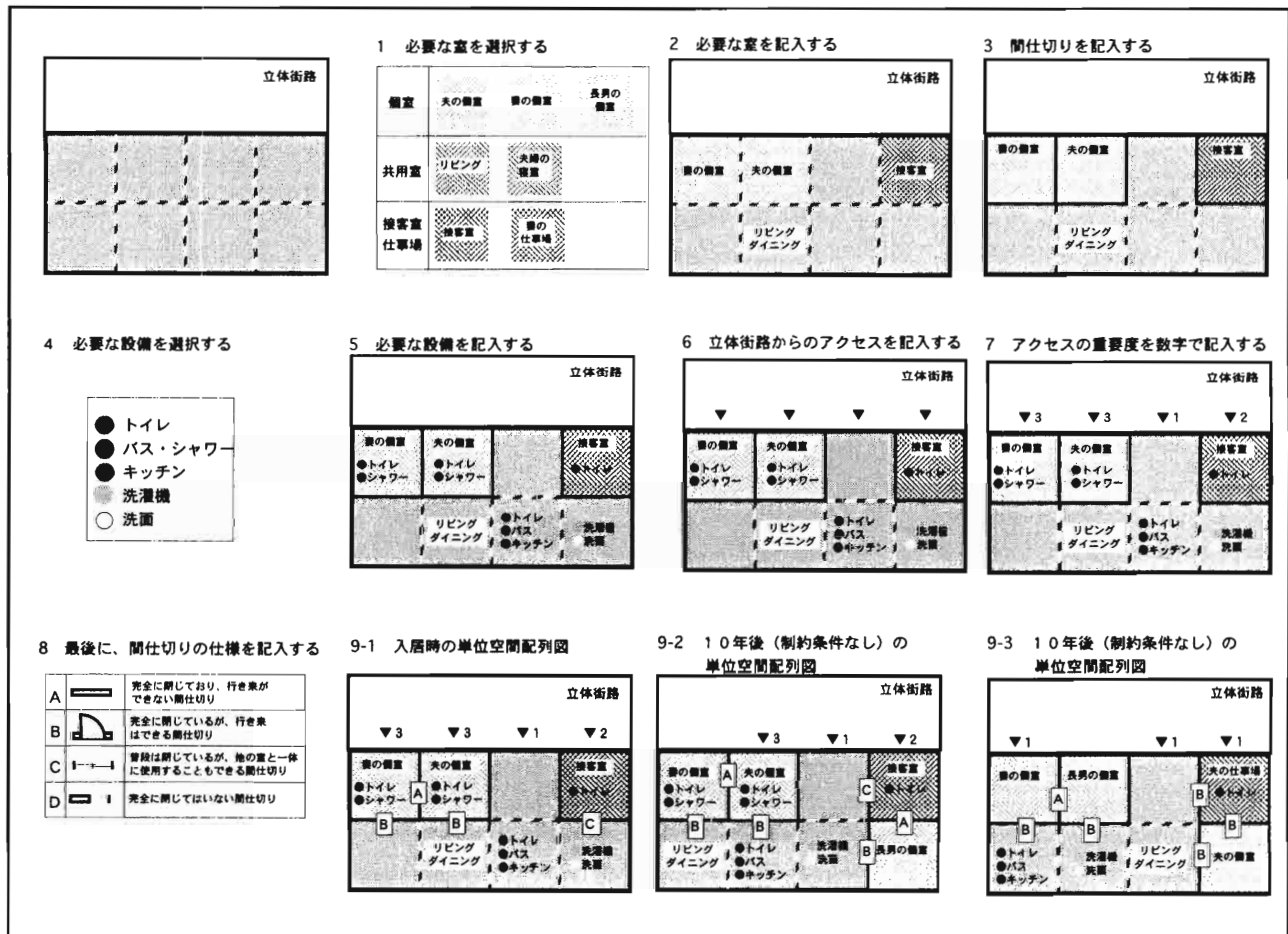 立体街路
1 必要な室を選択する
個室
夫の個室
妻の個室
長男の
個室
共用室
リビング
夫婦の
寝室
接客室
仕事場
接客室
妻の
仕事場
2 必要な室を記入する
立体街路
妻の個室
夫の個室
接客室
リビング
ダイニング
3 間仕切りを記入する
立体街路
妻の個室
夫の個室
接客室
リビング
ダイニング
4 必要な設備を選択する
● トイレ
● バス・シャワー
● キッチン
● 洗濯機
○ 洗面
5 必要な設備を記入する
立体街路
妻の個室
●トイレ
●シャワー
夫の個室
●トイレ
●シャワー
接客室
●トイレ
リビング
ダイニング
●トイレ
●バス
●キッチン
洗濯機
洗面
6 立体街路からのアクセスを記入する
立体街路
▼ ▼ ▼ ▼
妻の個室
●トイレ
●シャワー
夫の個室
●トイレ
●シャワー
接客室
●トイレ
リビング
ダイニング
●トイレ
●バス
●キッチン
洗濯機
洗面
7 アクセスの重要度を数字で記入する
立体街路
▼3 ▼3 ▼1 ▼2
妻の個室
●トイレ
●シャワー
夫の個室
●トイレ
●シャワー
接客室
●トイレ
リビング
ダイニング
●トイレ
●バス
●キッチン
洗濯機
洗面
8 最後に、間仕切りの仕様を記入する
A 完全に閉じており、行き来が
できない間仕切り
B 完全に閉じているが、行き来
はできる間仕切り
C 普段は閉じているが、他の室と一体
に使用することもできる間仕切り
D 完全に閉じてはいない間仕切り
9-1 入居時の単位空間配列図
立体街路
▼3 ▼3 ▼1 ▼2
妻の個室
●トイレ
●シャワー
A
夫の個室
●トイレ
●シャワー
接客室
●トイレ
B B C
リビング
ダイニング
●トイレ
●バス
●キッチン
洗濯機
洗面
9-2 10年後（制約条件なし）の
単位空間配列図
立体街路
▼3 ▼1 ▼2
妻の個室
●トイレ
●シャワー
A
夫の個室
●トイレ
●シャワー
C
接客室
●トイレ
B B A
リビング
ダイニング
●トイレ
●バス
●キッチン
洗濯機
洗面
B
長男の個室
9-3 10年後（制約条件なし）の
単位空間配列図
立体街路
▼1 ▼1 ▼1
妻の個室
A
長男の個室
B
夫の仕事場
●トイレ
B B B
●トイレ
●バス
●キッチン
洗濯機
洗面
リビング
ダイニング
B
夫の個室